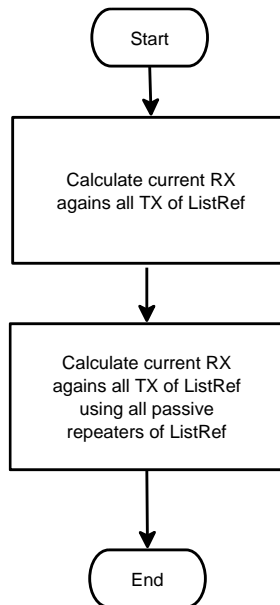 Start
Calculate current RX
agains all TX of ListRef
Calculate current RX
agains all TX of ListRef
using all passive
repeaters of ListRef
End